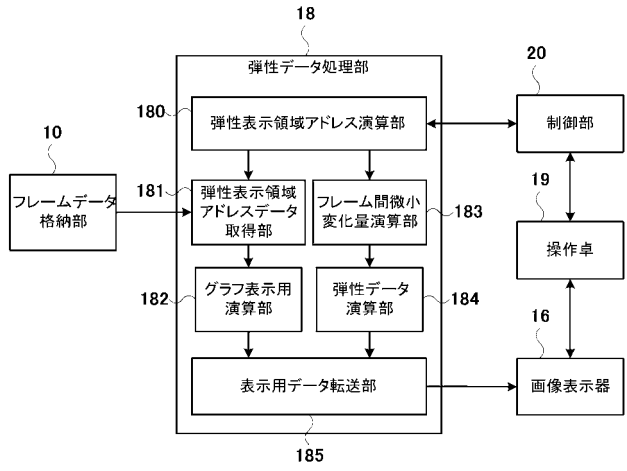 18
弾性データ処理部
180
弾性表示領域アドレス演算部
20
制御部
10
フレームデータ
格納部
181
弾性表示領域
アドレスデータ
取得部
フレーム間微小
変化量演算部
183
19
操作卓
182
グラフ表示用
演算部
弾性データ
演算部
184
16
画像表示器
表示用データ転送部
185